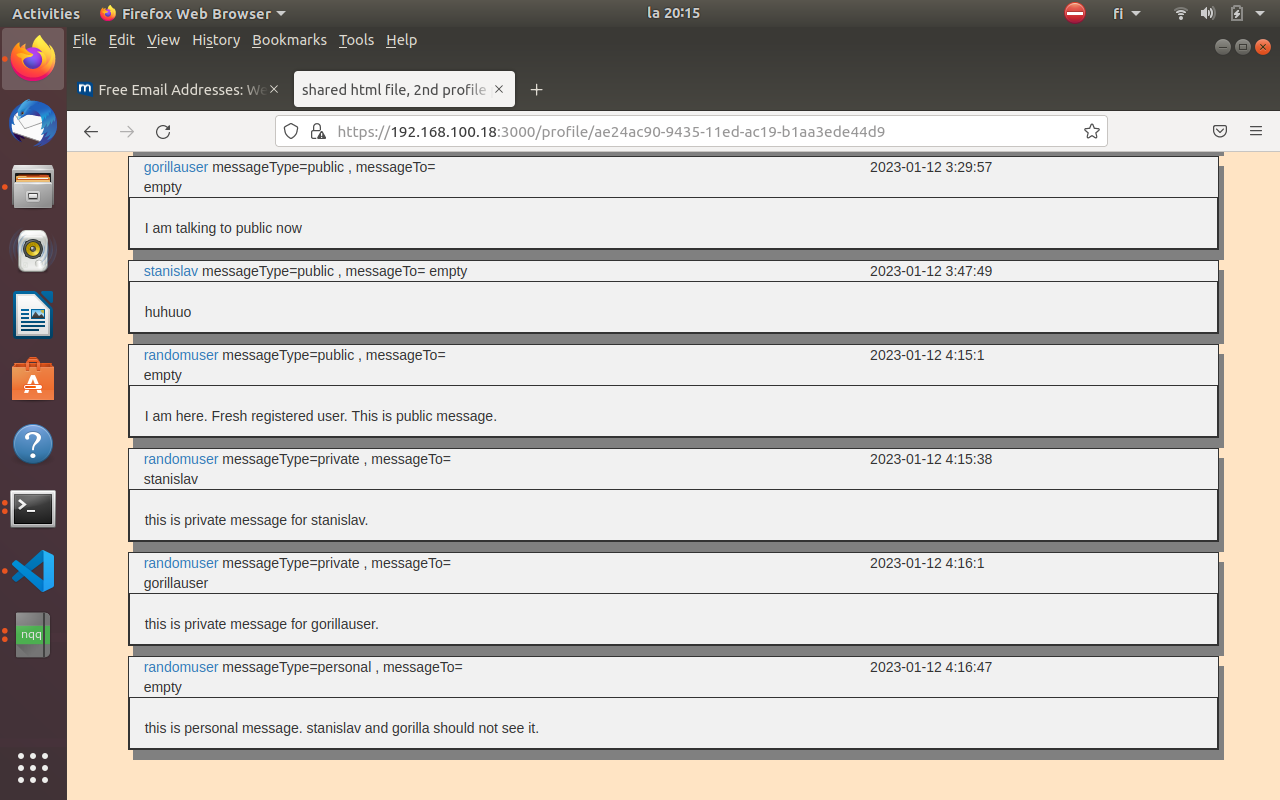 Activities Firefox Web Browser la 20:15 fi
File Edit View History Bookmarks Tools Help
Free Email Addresses: We shared html file, 2nd profile
https://192.168.100.18:3000/profile/ae24ac90-9435-11ed-ac19-b1aa3ede44d9
gorillauser messageType=public , messageTo= 2023-01-12 3:29:57
empty
I am talking to public now
stanislav messageType=public , messageTo= empty 2023-01-12 3:47:49
huhuuo
randomuser messageType=public , messageTo= 2023-01-12 4:15:1
empty
I am here. Fresh registered user. This is public message.
randomuser messageType=private , messageTo= 2023-01-12 4:15:38
stanislav
this is private message for stanislav.
randomuser messageType=private , messageTo= 2023-01-12 4:16:1
gorillauser
this is private message for gorillauser.
randomuser messageType=personal , messageTo= 2023-01-12 4:16:47
empty
this is personal message. stanislav and gorilla should not see it.
nqq